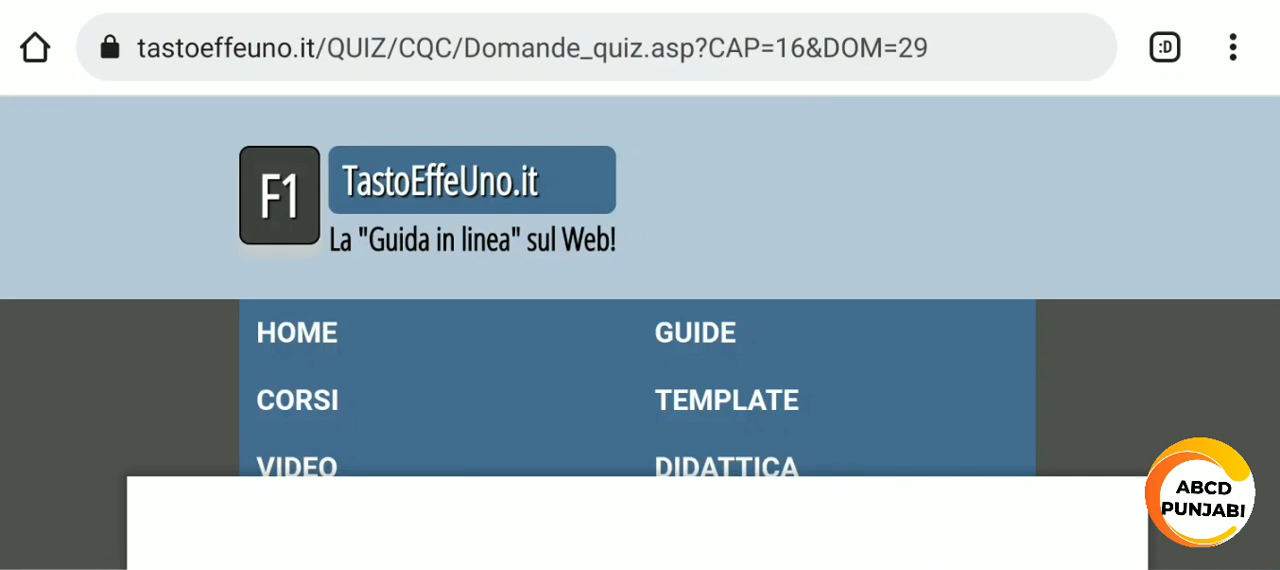 tastoeffeuno.it/QUIZ/CQC/Domande_quiz.asp?CAP=16&DOM=29
:D
F1
TastoEffeUno.it
La "Guida in linea" sul Web!
HOME
GUIDE
CORSI
TEMPLATE
VIDEO
DIDATTICA
ABCD
PUNJABI